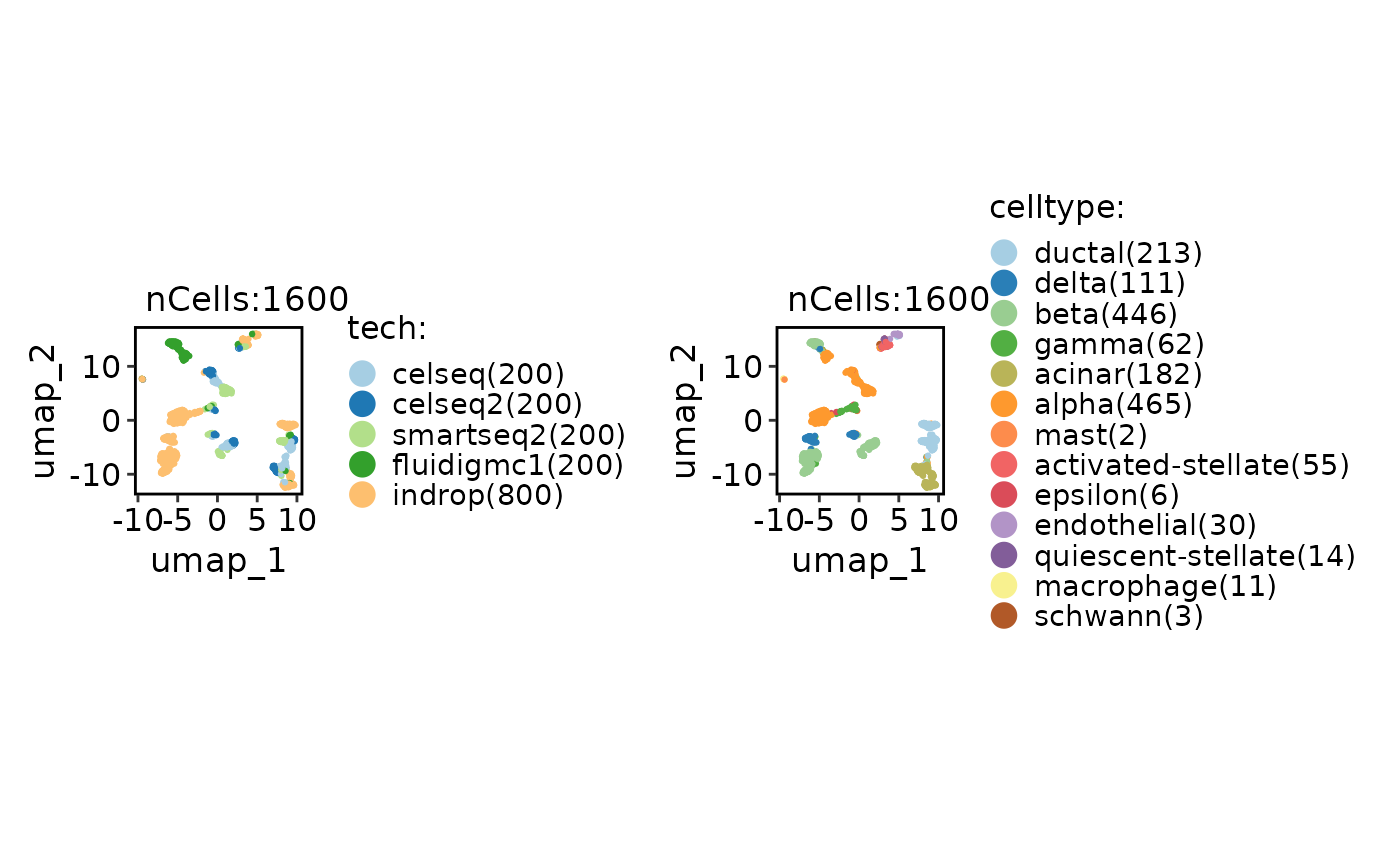 nCells:1600
umap_2
10
0
-10
-10
-5
0
5
10
umap_1
tech:
celseq(200)
celseq2(200)
smartseq2(200)
fluidigmc1(200)
indrop(800)
nCells:1600
umap_2
10
0
-10
-10
-5
0
5
10
umap_1
celltype:
ductal(213)
delta(111)
beta(446)
gamma(62)
acinar(182)
alpha(465)
mast(2)
activated-stellate(55)
epsilon(6)
endothelial(30)
quiescent-stellate(14)
macrophage(11)
schwann(3)